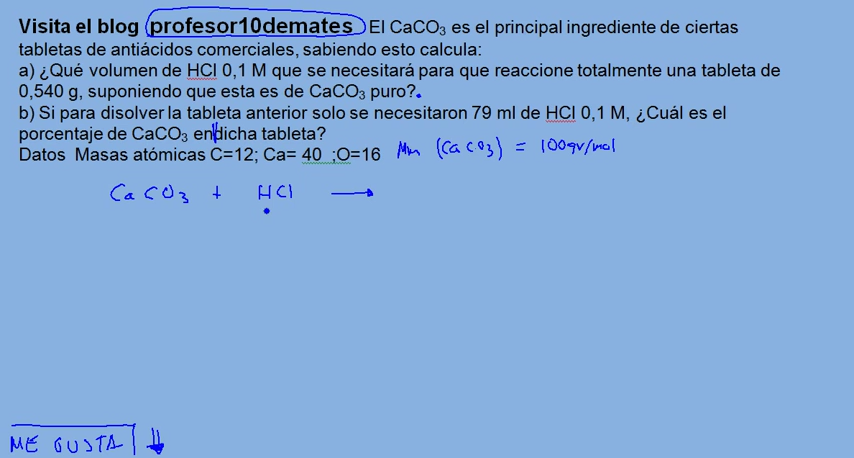 Visita el blog profesor10demates El CaCO₃ es el principal ingrediente de ciertas
tabletas de antiácidos comerciales, sabiendo esto calcula:
a) ¿Qué volumen de HCl 0,1 M que se necesitará para que reaccione totalmente una tableta de
0,540 g, suponiendo que esta es de CaCO₃ puro?.
b) Si para disolver la tableta anterior solo se necesitaron 79 ml de HCl 0,1 M, ¿Cuál es el
porcentaje de CaCO₃ en dicha tableta?
Datos Masas atómicas C=12; Ca= 40 ;O=16 Mm (CaCO3) = 100gr/mol
CaCO3 + HCl →
ME GUSTA ↓